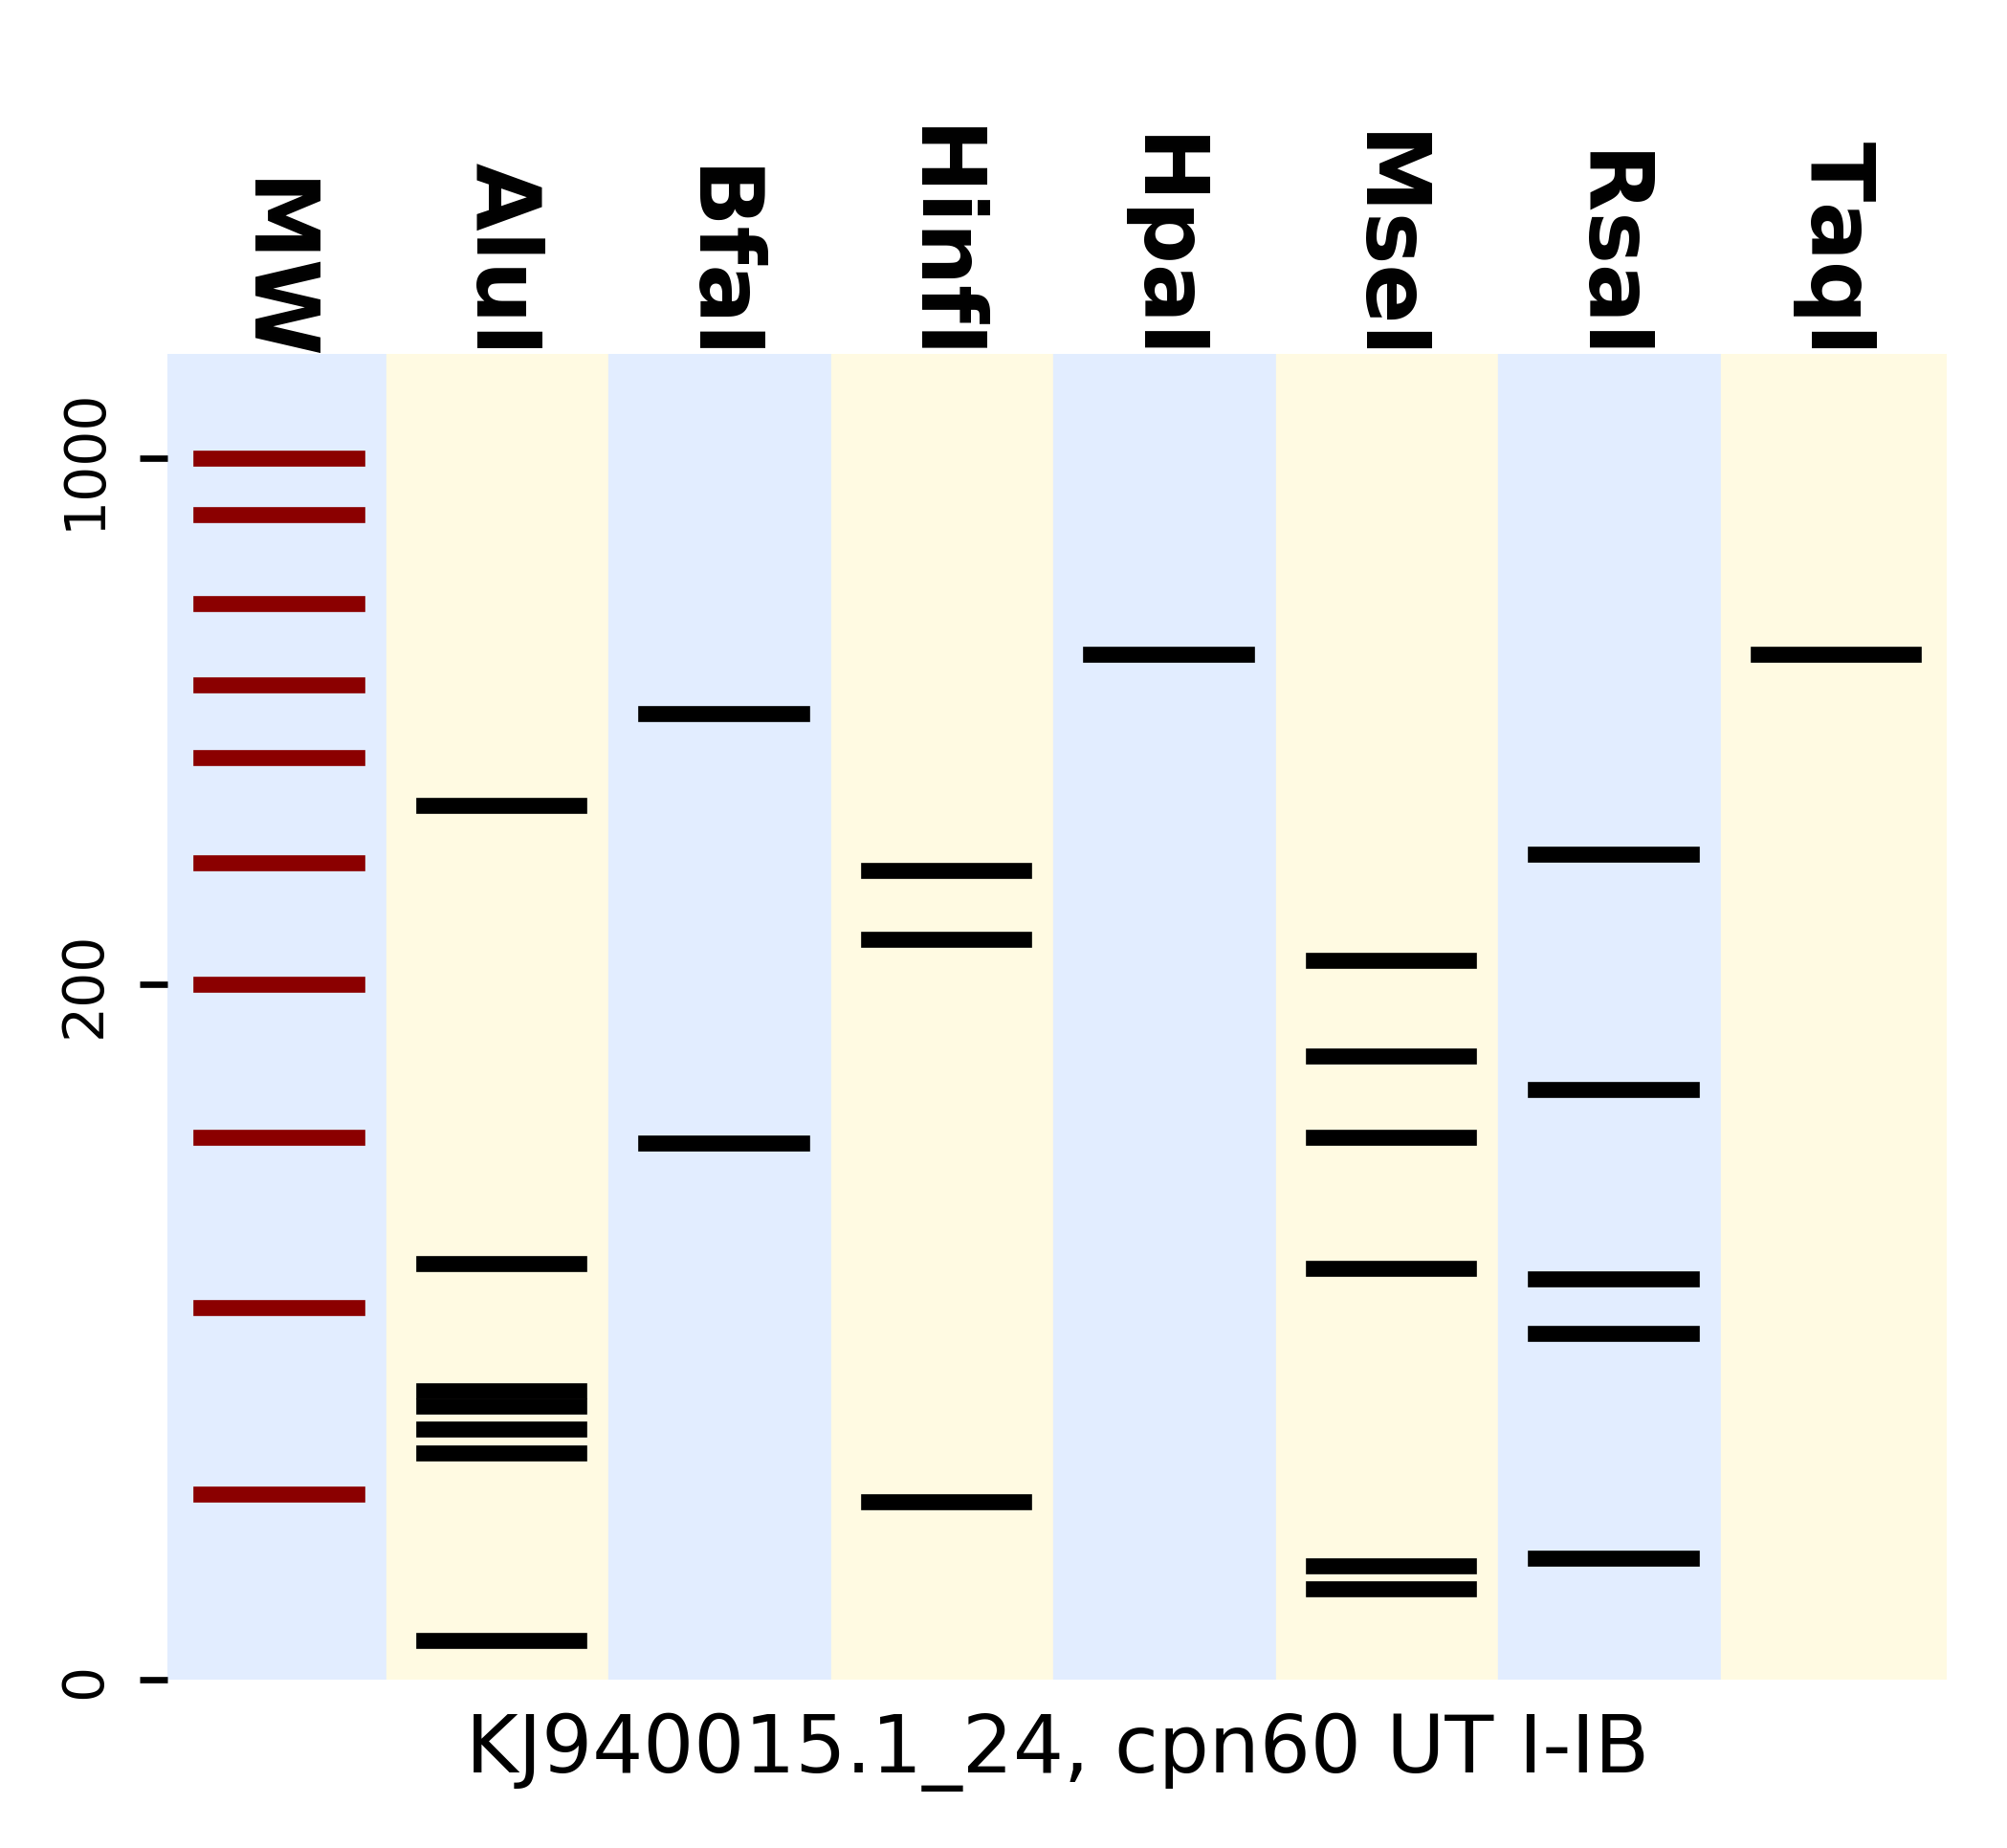 MW
AluI
BfaI
HinfI
HpaI
MseI
RsaI
TaqI
1000
200
0
KJ940015.1_24, cpn60 UT I-IB